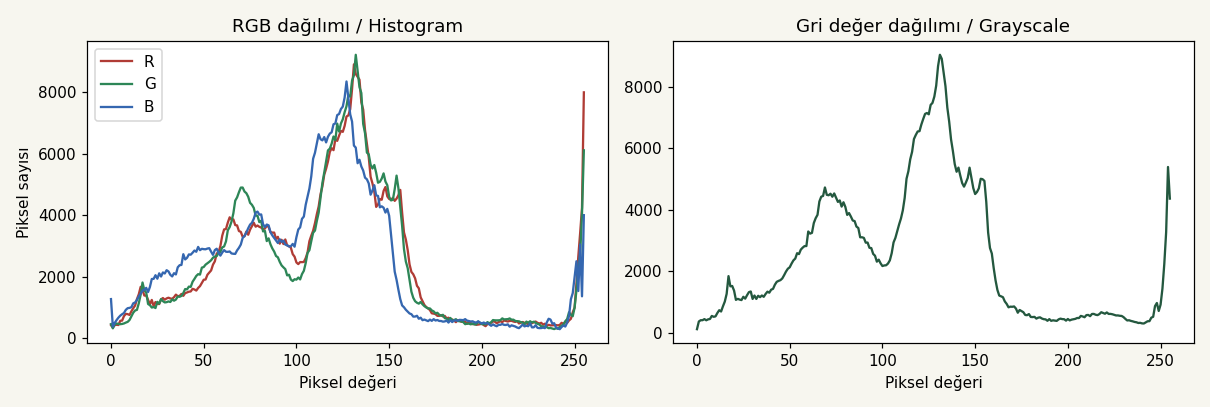 RGB dağılımı / Histogram
R
G
B
Piksel sayısı
8000
6000
4000
2000
0
0 50 100 150 200 250
Piksel değeri
Gri değer dağılımı / Grayscale
8000
6000
4000
2000
0
0 50 100 150 200 250
Piksel değeri